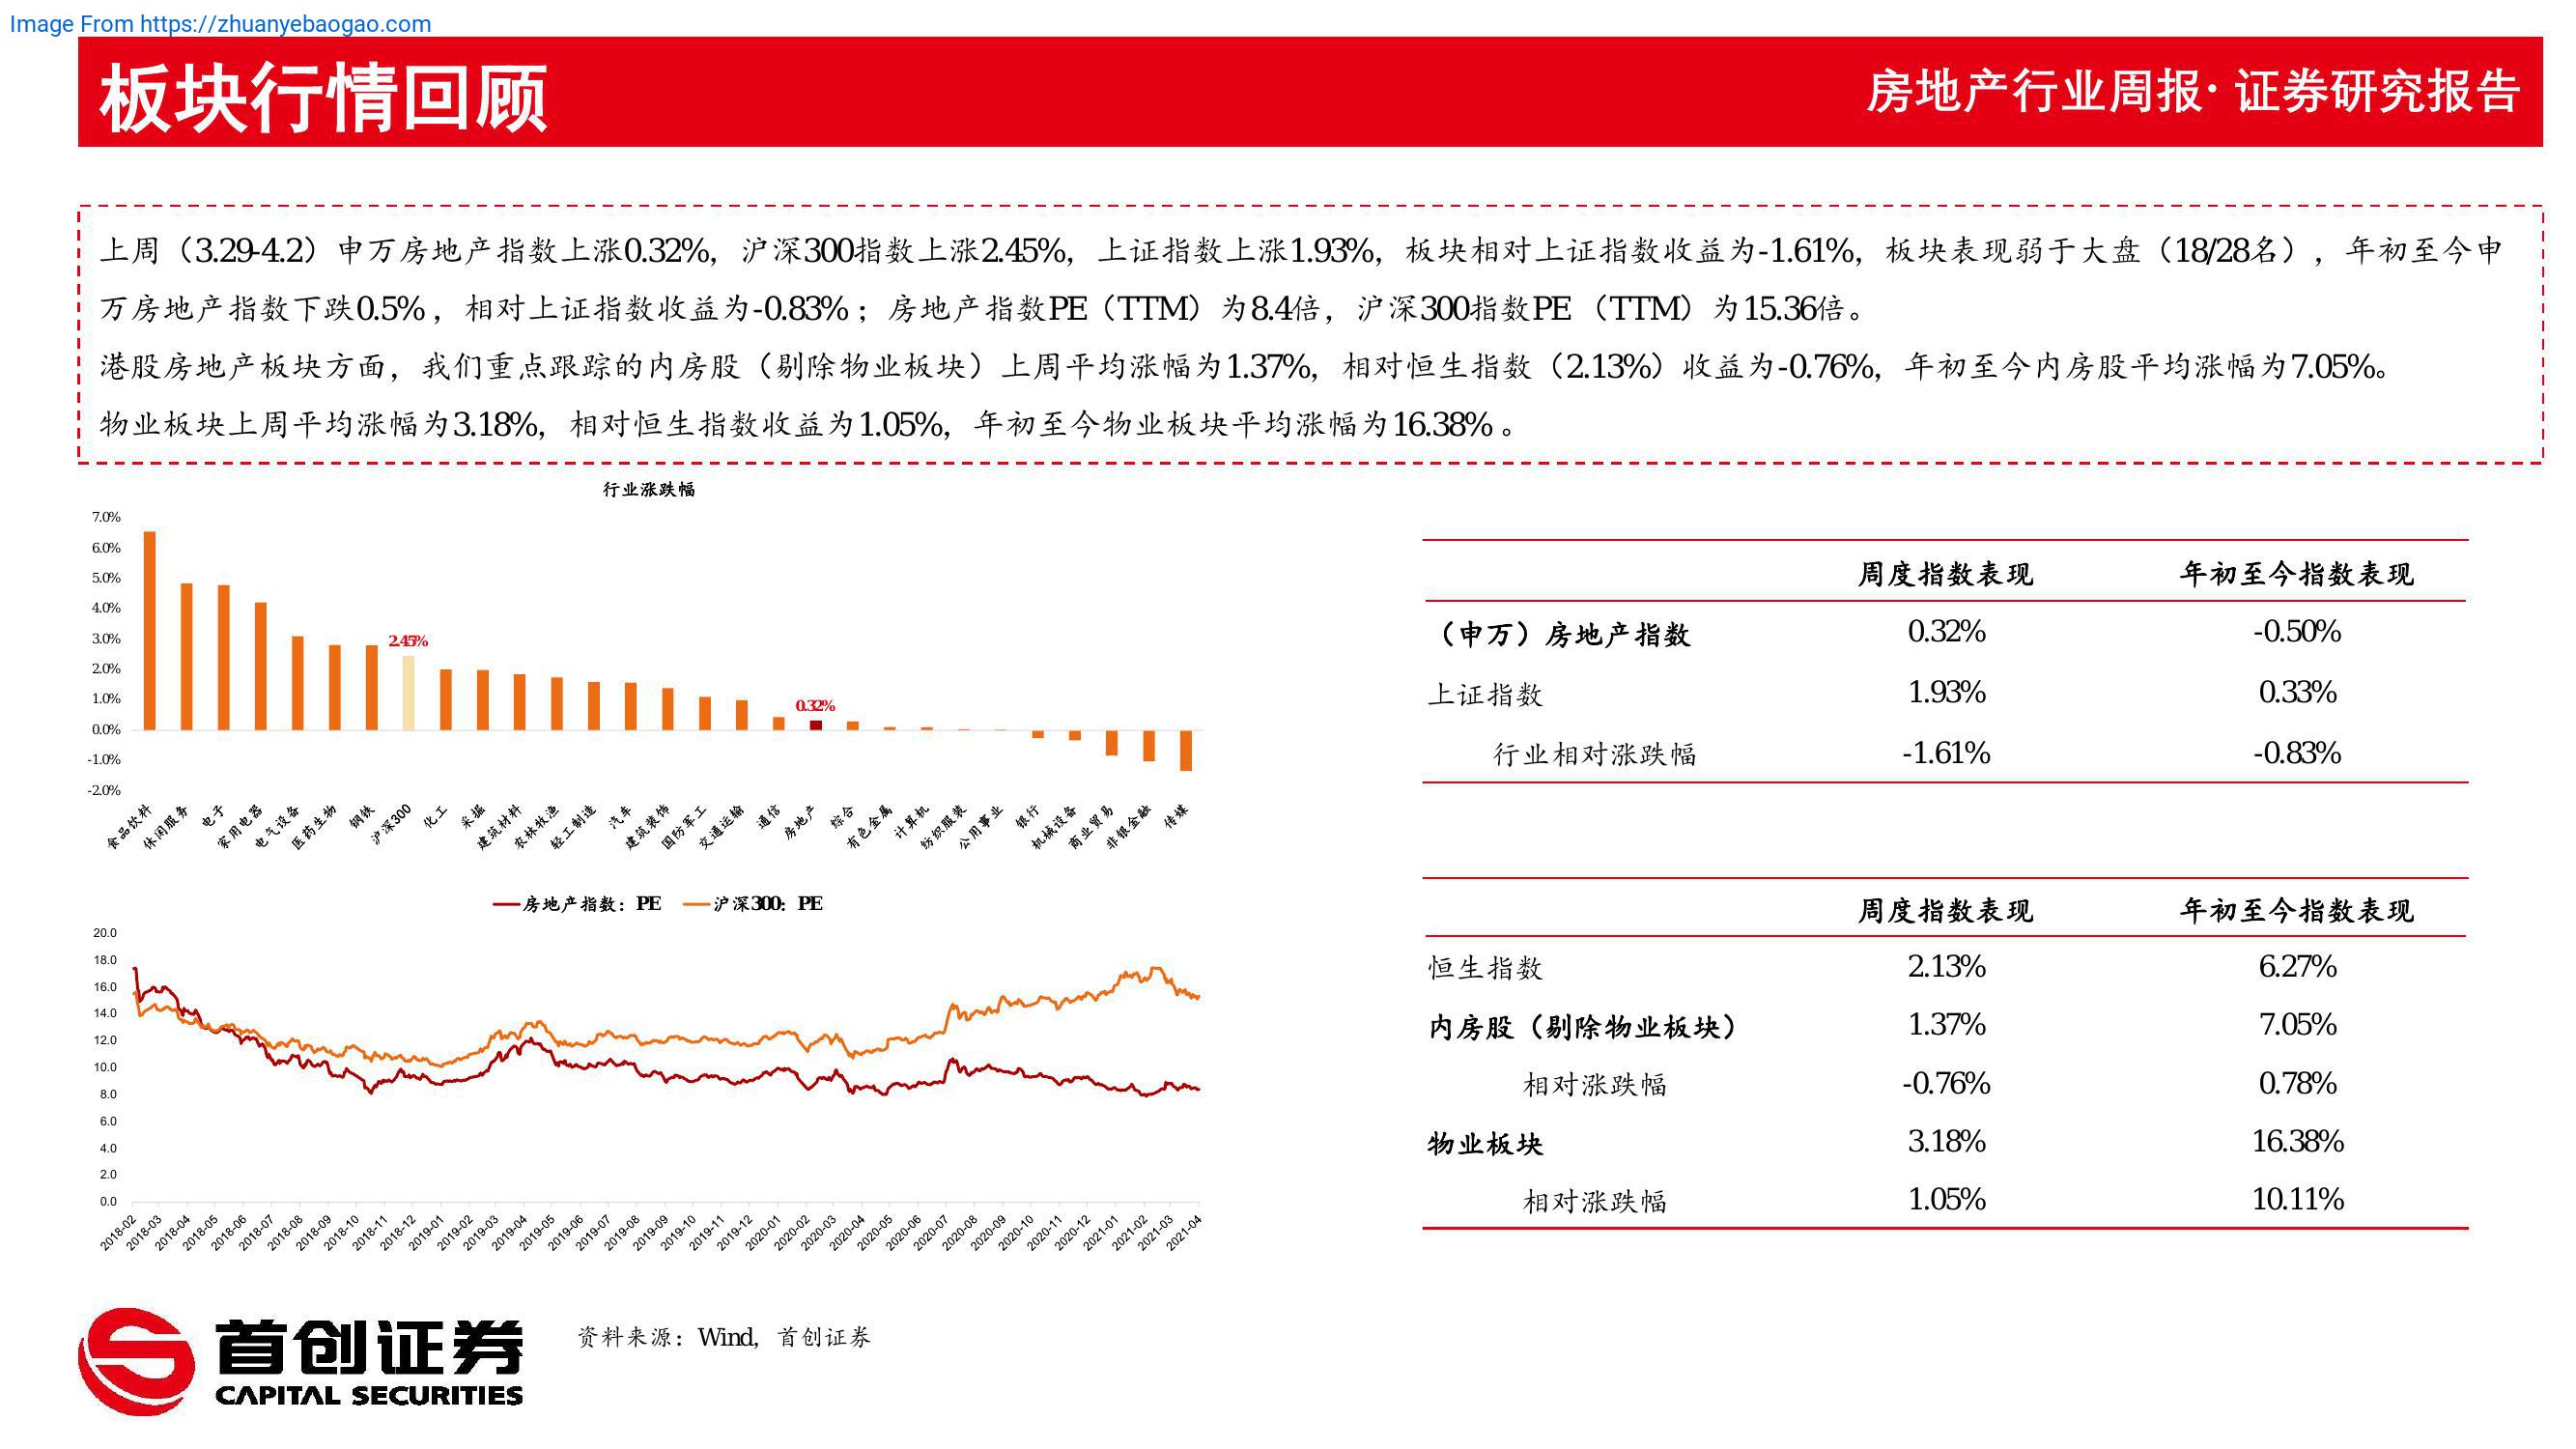 Image From https://zhuanyebaogao.com
板块行情回顾
房地产行业周报· 证券研究报告
上周（3.29-4.2）申万房地产指数上涨0.32%，沪深300指数上涨2.45%，上证指数上涨1.93%，板块相对上证指数收益为-1.61%，板块表现弱于大盘（18/28名），年初至今申
万房地产指数下跌0.5%，相对上证指数收益为-0.83%；房地产指数PE（TTM）为8.4倍，沪深300指数PE（TTM）为15.36倍。
港股房地产板块方面，我们重点跟踪的内房股（剔除物业板块）上周平均涨幅为1.37%，相对恒生指数（2.13%）收益为-0.76%，年初至今内房股平均涨幅为7.05%。
物业板块上周平均涨幅为3.18%，相对恒生指数收益为1.05%，年初至今物业板块平均涨幅为16.38%。
行业涨跌幅
7.0%
6.0%
5.0%
4.0%
3.0%
2.0%
1.0%
0.0%
-1.0%
-2.0%
2.45%
0.32%
食品饮料
休闲服务
电子
家用电器
电气设备
医药生物
钢铁
沪深300
化工
采掘
建筑材料
农林牧渔
轻工制造
汽车
建筑装饰
国防军工
交通运输
通信
房地产
综合
有色金属
计算机
纺织服装
公用事业
银行
机械设备
商业贸易
非银金融
传媒
房地产指数：PE 沪深300：PE
20.0
18.0
16.0
14.0
12.0
10.0
8.0
6.0
4.0
2.0
0.0
2018-02
2018-03
2018-04
2018-05
2018-06
2018-07
2018-08
2018-09
2018-10
2018-11
2018-12
2019-01
2019-02
2019-03
2019-04
2019-05
2019-06
2019-07
2019-08
2019-09
2019-10
2019-11
2019-12
2020-01
2020-02
2020-03
2020-04
2020-05
2020-06
2020-07
2020-08
2020-09
2020-10
2020-11
2020-12
2021-01
2021-02
2021-03
2021-04
周度指数表现 年初至今指数表现
（申万）房地产指数 0.32% -0.50%
上证指数 1.93% 0.33%
行业相对涨跌幅 -1.61% -0.83%
周度指数表现 年初至今指数表现
恒生指数 2.13% 6.27%
内房股（剔除物业板块） 1.37% 7.05%
相对涨跌幅 -0.76% 0.78%
物业板块 3.18% 16.38%
相对涨跌幅 1.05% 10.11%
首创证券
CAPITAL SECURITIES
资料来源：Wind，首创证券